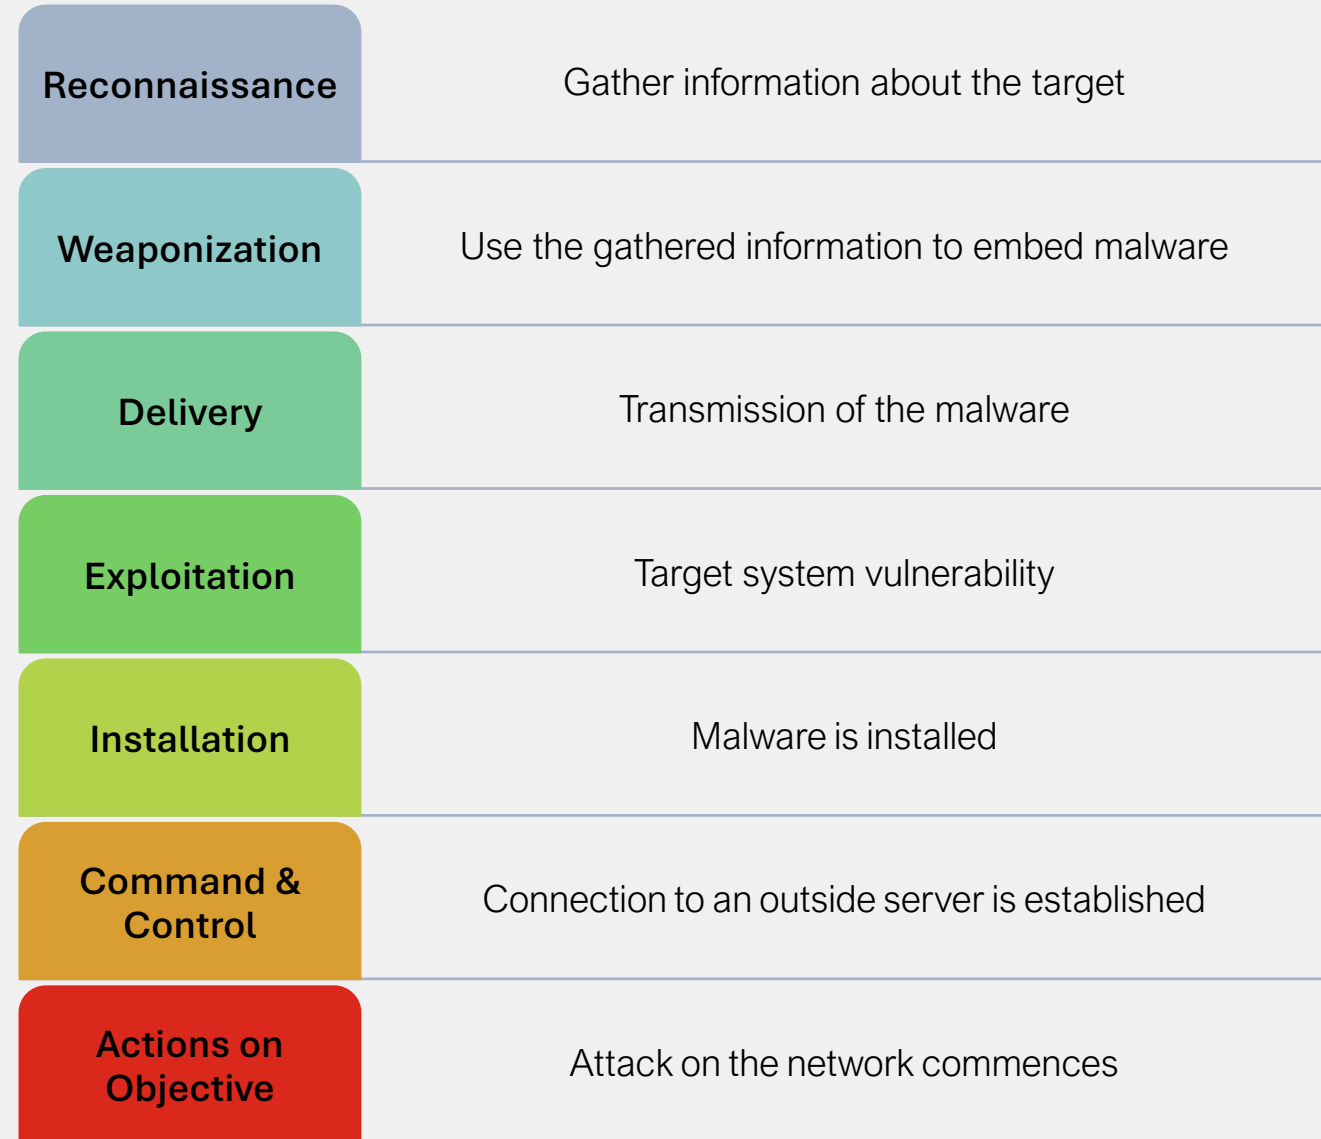 Reconnaissance
Gather information about the target
Weaponization
Use the gathered information to embed malware
Delivery
Transmission of the malware
Exploitation
Target system vulnerability
Installation
Malware is installed
Command &
Control
Connection to an outside server is established
Actions on
Objective
Attack on the network commences